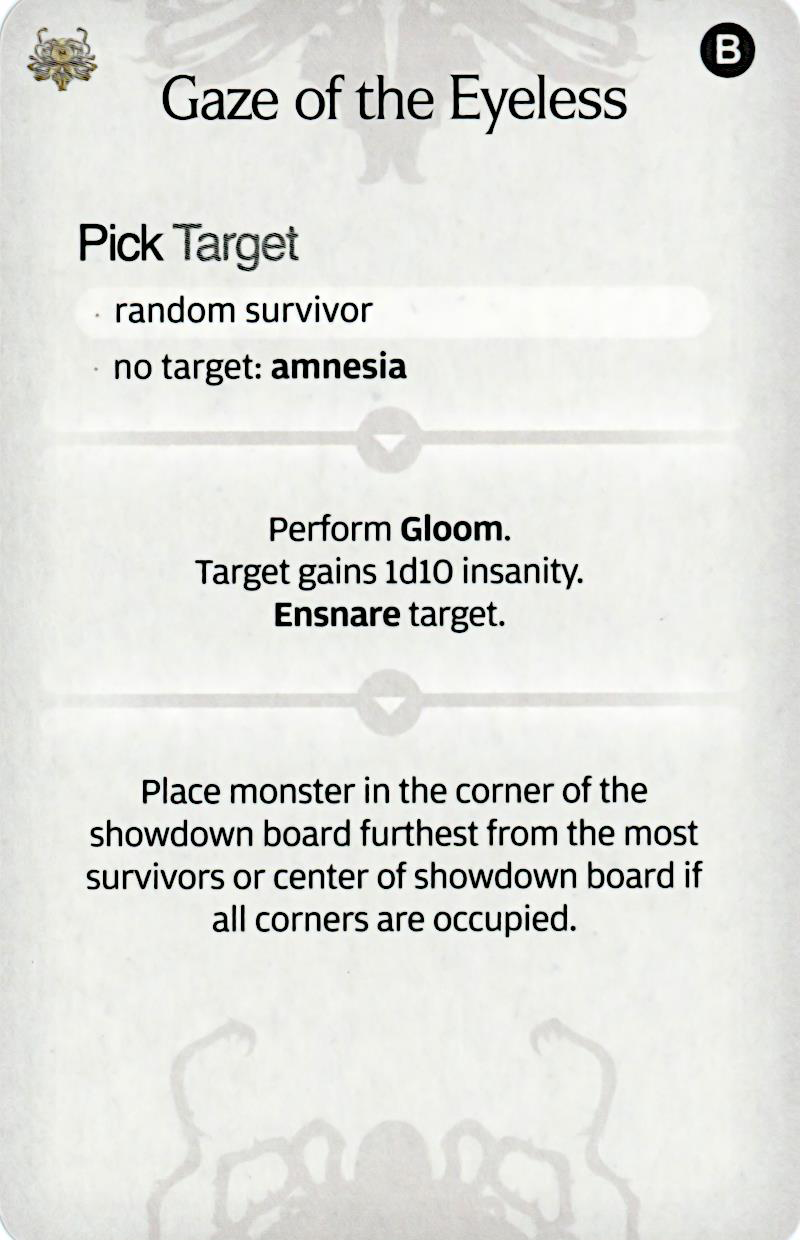 B
Gaze of the Eyeless
Pick Target
· random survivor
· no target: amnesia
Perform Gloom.
Target gains 1d10 insanity.
Ensnare target.
Place monster in the corner of the
showdown board furthest from the most
survivors or center of showdown board if
all corners are occupied.